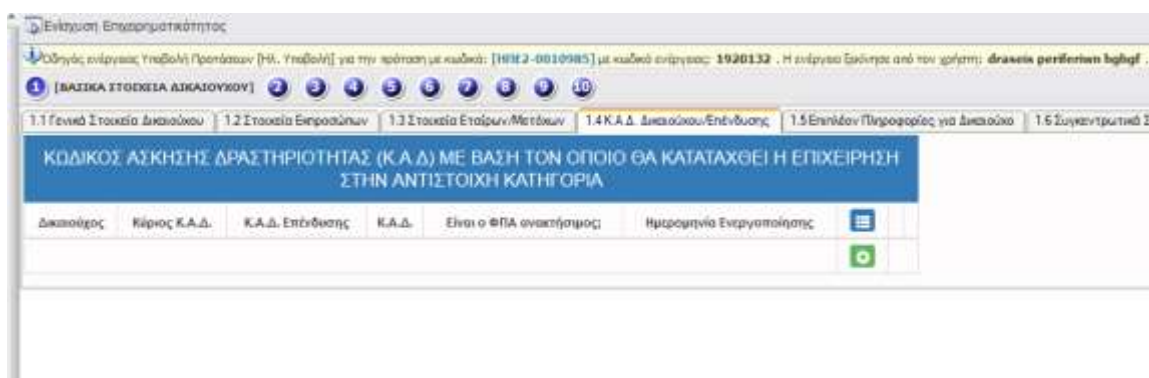 Ενίσχυση Επιχειρηματικότητας
Οδηγός ενέργειας Υποβολή Προτάσεων [Ηλ. Υποβολή] για την πρόταση με κωδικό: με κωδικό ενέργειας: 1920132 . Η ενέργεια ξεκίνησε από τον χρήστη: draseis periferiwn
1 [ΒΑΣΙΚΑ ΣΤΟΙΧΕΙΑ ΔΙΚΑΙΟΥΧΟΥ] 2 3 4 5 6 7 8 9 10
1.1 Γενικά Στοιχεία Δικαιούχου 1.2 Στοιχεία Εκπροσώπων 1.3 Στοιχεία Εταίρων/Μετόχων 1.4 Κ.Α.Δ. Δικαιούχου/Επένδυσης 1.5 Επιπλέον Πληροφορίες για Δικαιούχο 1.6 Συγκεντρωτικά Σ
ΚΩΔΙΚΟΣ ΑΣΚΗΣΗΣ ΔΡΑΣΤΗΡΙΟΤΗΤΑΣ (Κ.Α.Δ) ΜΕ ΒΑΣΗ ΤΟΝ ΟΠΟΙΟ ΘΑ ΚΑΤΑΤΑΧΘΕΙ Η ΕΠΙΧΕΙΡΗΣΗ
ΣΤΗΝ ΑΝΤΙΣΤΟΙΧΗ ΚΑΤΗΓΟΡΙΑ
Δικαιούχος Κύριος Κ.Α.Δ. Κ.Α.Δ. Επένδυσης Κ.Α.Δ. Είναι ο ΦΠΑ ανακτήσιμος; Ημερομηνία Ενεργοποίησης